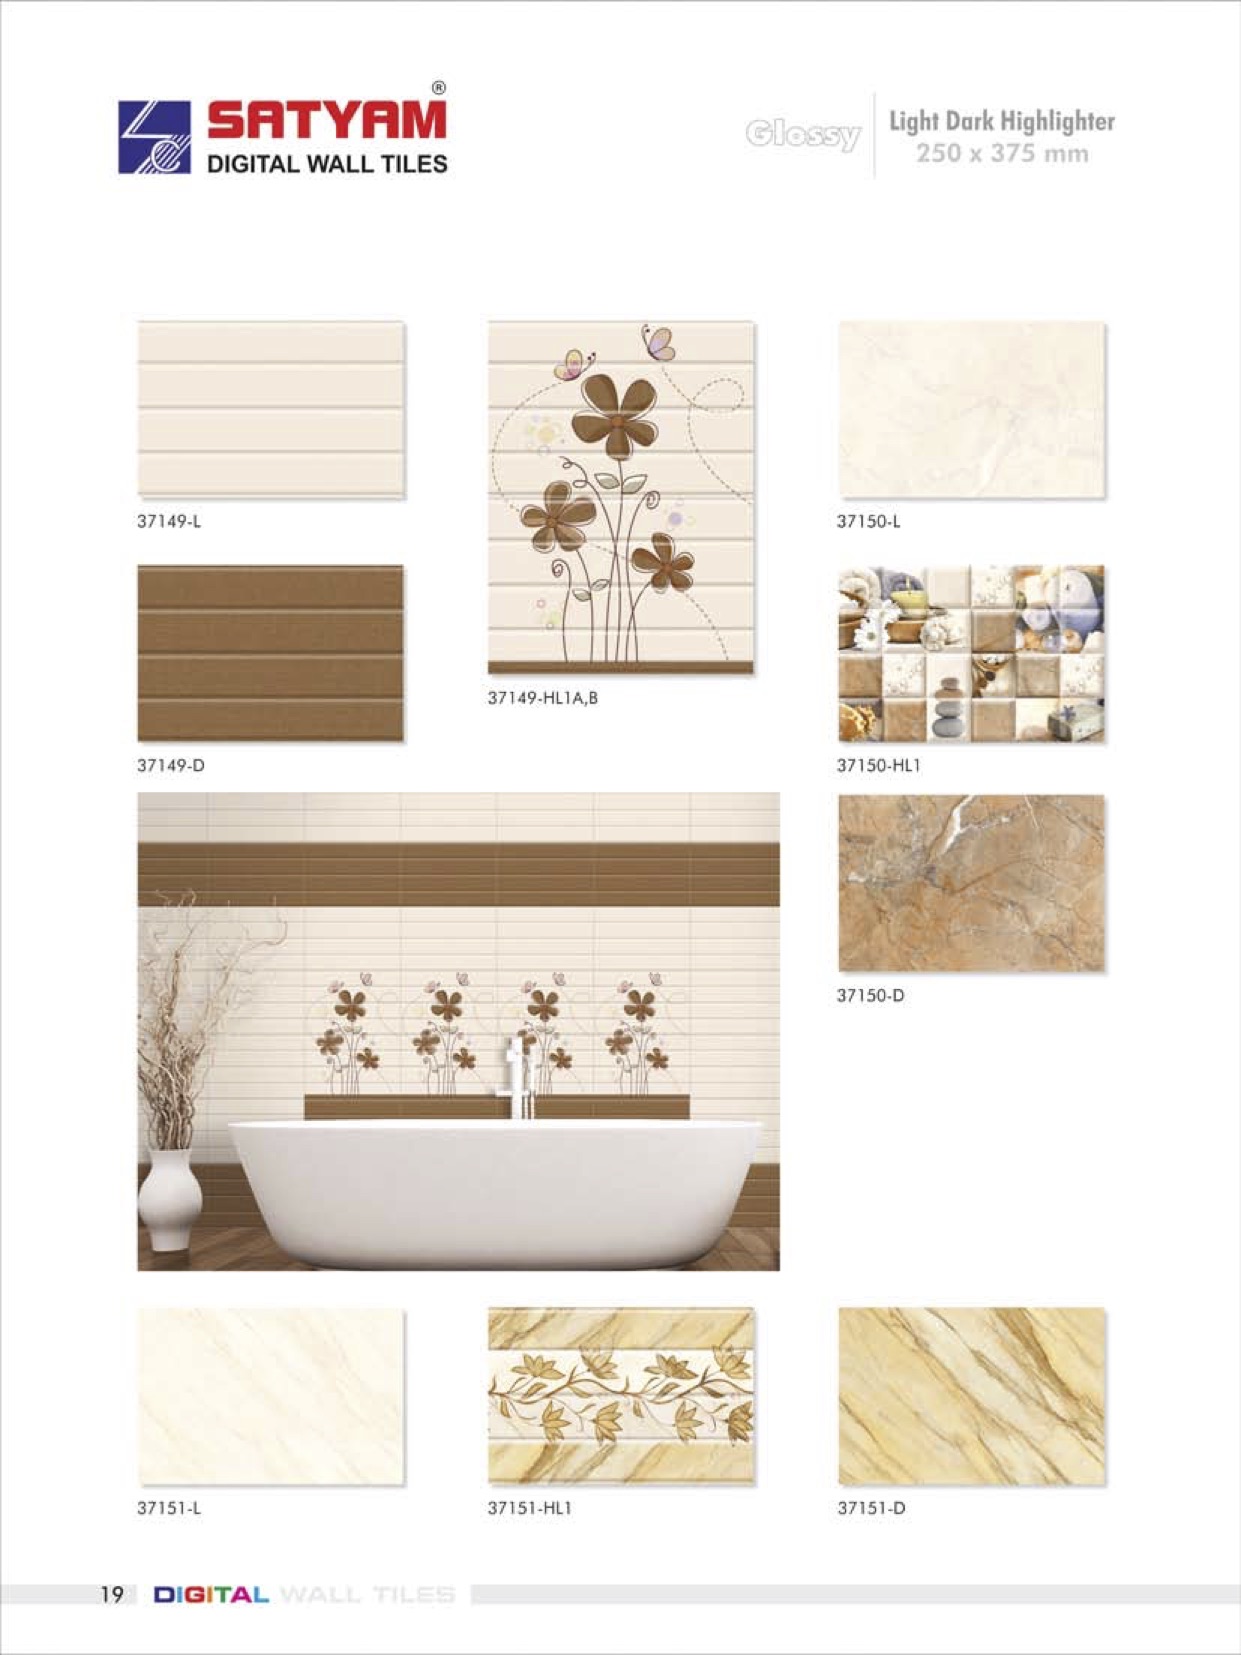 SATYAM ®
DIGITAL WALL TILES
Glossy
Light Dark Highlighter
250 x 375 mm
37149-L
37149-HL1A,B
37150-L
37149-D
37150-HL1
37150-D
37151-L
37151-HL1
37151-D
19
DIGITAL WALL TILES